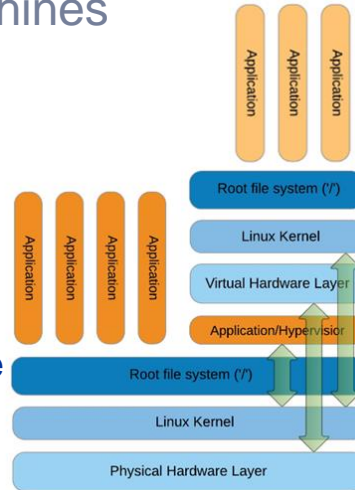 hines
Application
Application
Application
Root file system ('/')
Linux Kernel
Virtual Hardware Layer
Application/Hypervisior
Application
Application
Application
Application
e
Root file system ('/')
Linux Kernel
Physical Hardware Layer